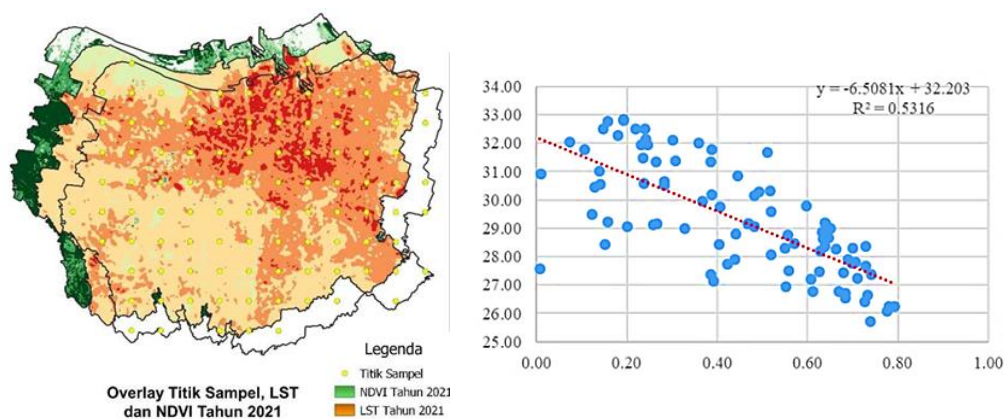 Legenda
Titik Sampel
NDVI Tahun 2021
LST Tahun 2021
Overlay Titik Sampel, LST
dan NDVI Tahun 2021
y = -6.5081x + 32.203
R² = 0.5316
34.00
33.00
32.00
31.00
30.00
29.00
28.00
27.00
26.00
25.00
0.00 0.20 0.40 0.60 0.80 1.00